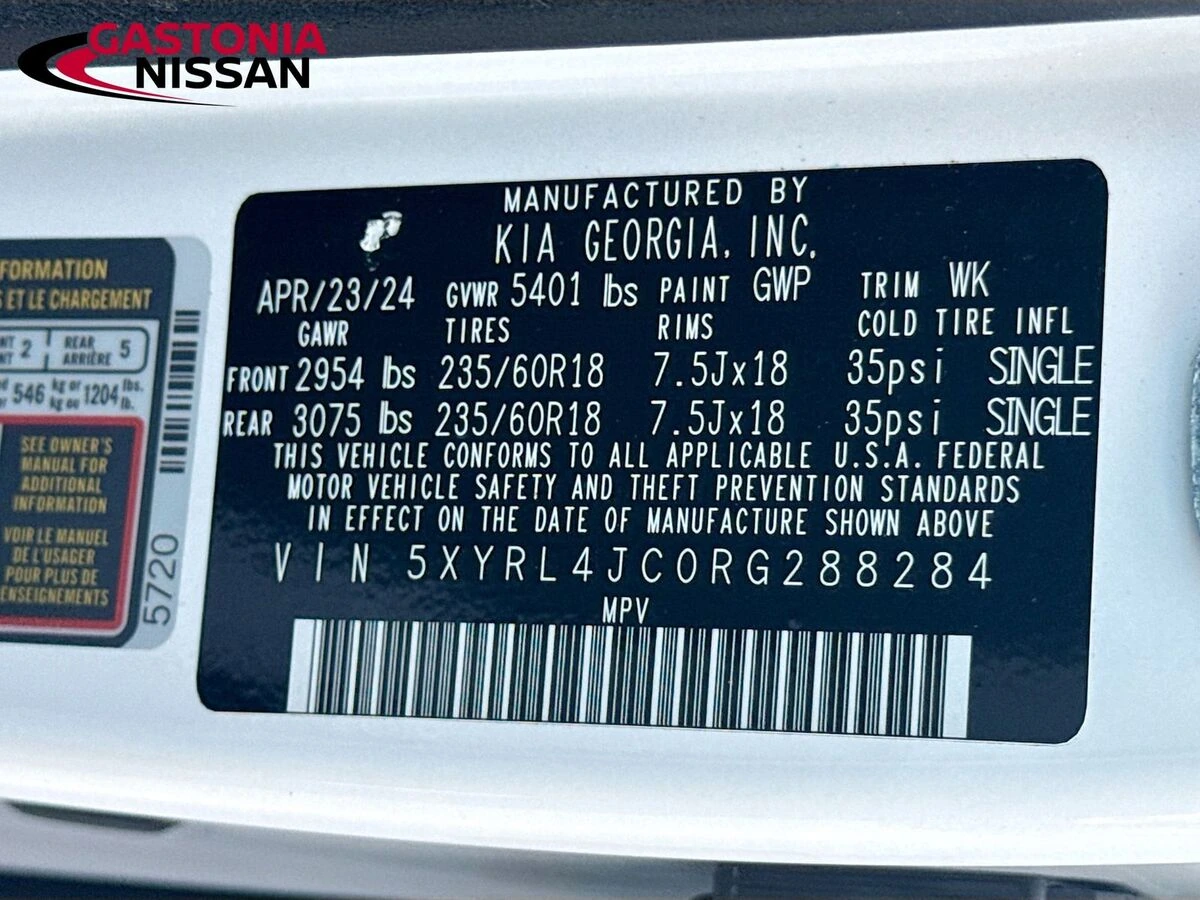 GASTONIA
NISSAN
MANUFACTURED BY
KIA GEORGIA, INC.
APR/23/24 GVWR 5401 lbs PAINT GWP TRIM WK
GAWR TIRES RIMS COLD TIRE INFL
FRONT 2954 lbs 235/60R18 7.5Jx18 35psi SINGLE
REAR 3075 lbs 235/60R18 7.5Jx18 35psi SINGLE
THIS VEHICLE CONFORMS TO ALL APPLICABLE U.S.A. FEDERAL
MOTOR VEHICLE SAFETY AND THEFT PREVENTION STANDARDS
IN EFFECT ON THE DATE OF MANUFACTURE SHOWN ABOVE
VIN 5XYRL4JC0RG288284
MPV
FORMATION
ET LE CHARGEMENT
2 REAR 5
ARRIÈRE
546 kg or 1204 lbs.
kg ou lb.
SEE OWNER'S
MANUAL FOR
ADDITIONAL
INFORMATION
VOIR LE MANUEL
DE L'USAGER
POUR PLUS DE
ENSEIGNEMENTS
5720